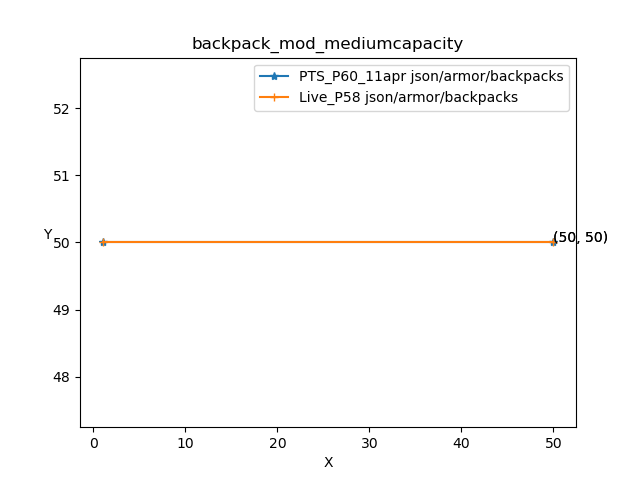 backpack_mod_mediumcapacity
PTS_P60_11apr json/armor/backpacks
Live_P58 json/armor/backpacks
52
51
Y
50
(50, 50)
49
48
0 10 20 30 40 50
X